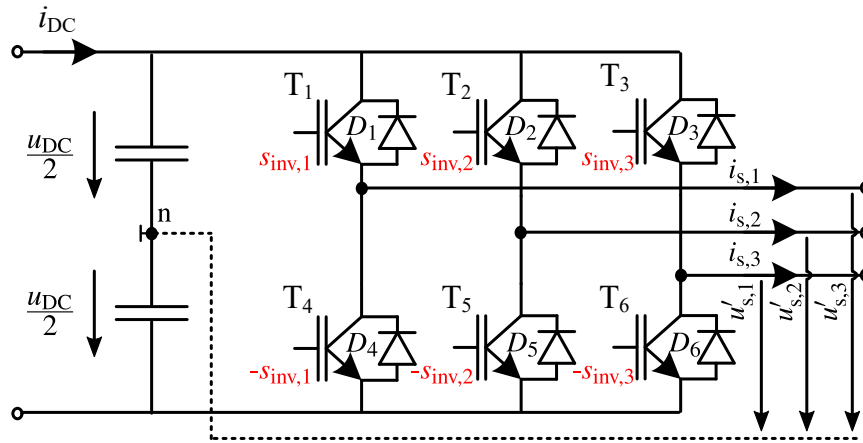 i_DC
T_1
T_2
T_3
u_DC/2
D_1
D_2
D_3
s_inv,1
s_inv,2
s_inv,3
i_s,1
n
i_s,2
i_s,3
u_DC/2
T_4
T_5
T_6
u'_s,1
u'_s,2
u'_s,3
D_4
D_5
D_6
-s_inv,1
-s_inv,2
-s_inv,3